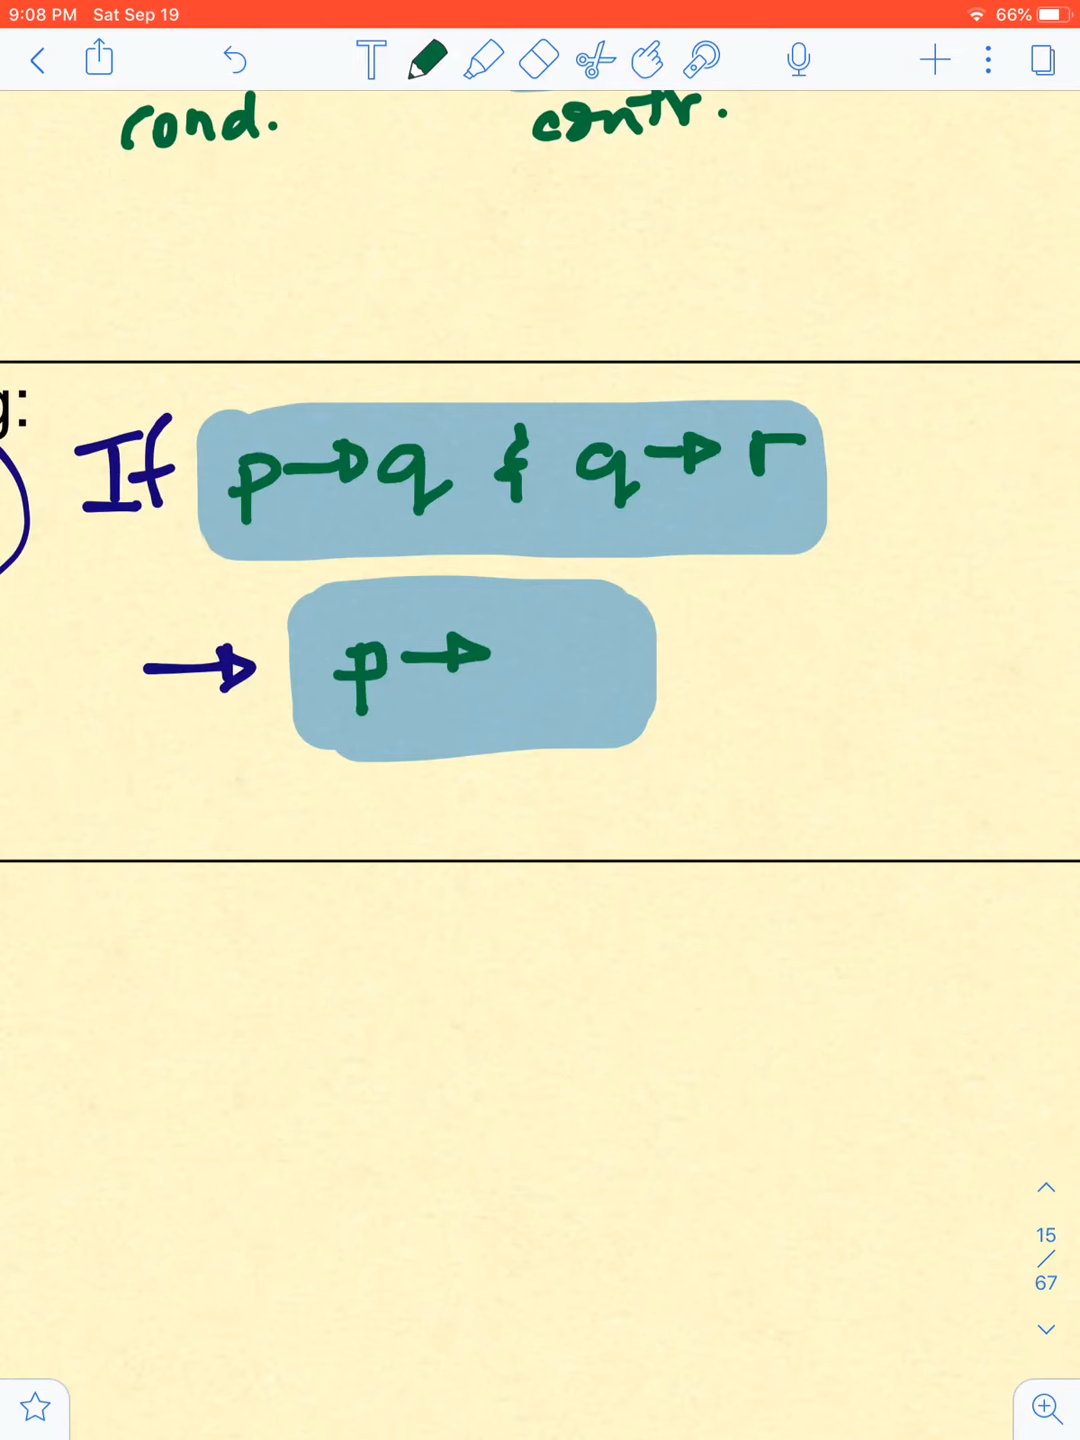 9:08 PM Sat Sep 19 66%
T
cond. contr.
g:
If p→q & q→r
→ p→
15
/
67